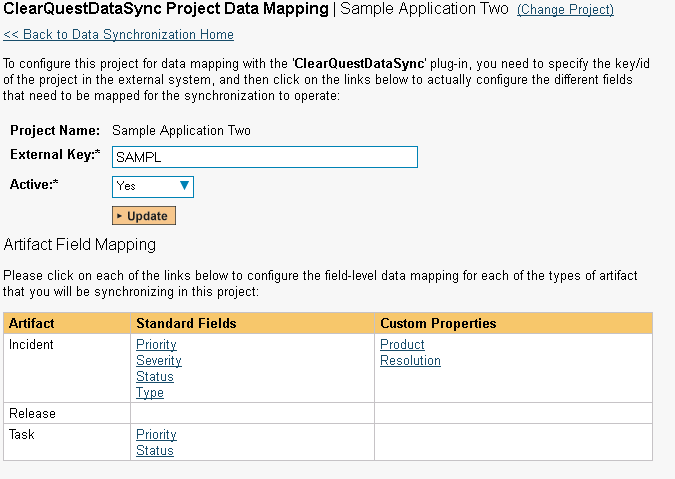 ClearQuestDataSync Project Data Mapping | Sample Application Two (Change Project)
<< Back to Data Synchronization Home
To configure this project for data mapping with the 'ClearQuestDataSync' plug-in, you need to specify the key/id
of the project in the external system, and then click on the links below to actually configure the different fields
that need to be mapped for the synchronization to operate:
Project Name: Sample Application Two
External Key:* SAMPL
Active:* Yes
Update
Artifact Field Mapping
Please click on each of the links below to configure the field-level data mapping for each of the types of artifact
that you will be synchronizing in this project:
Artifact Standard Fields Custom Properties
Incident Priority Product
Severity Resolution
Status
Type
Release
Task Priority
Status